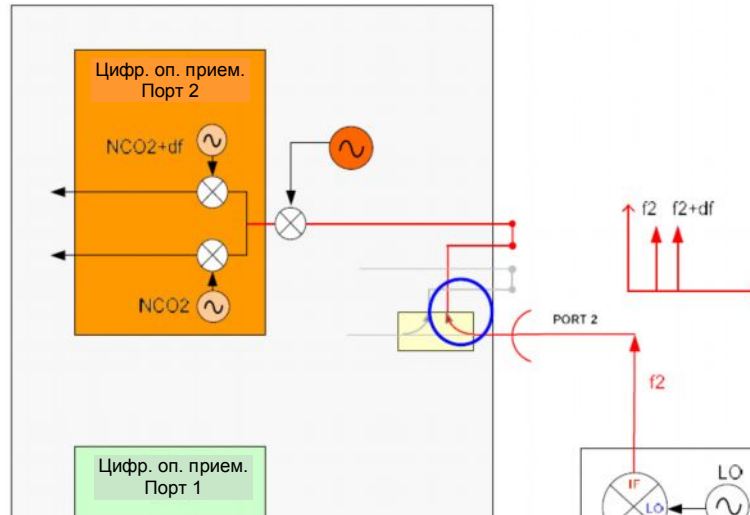 Цифр. оп. прием.
Порт 2
NCO2+df
NCO2
f2 f2+df
PORT 2
f2
Цифр. оп. прием.
Порт 1
IF
LO
LO